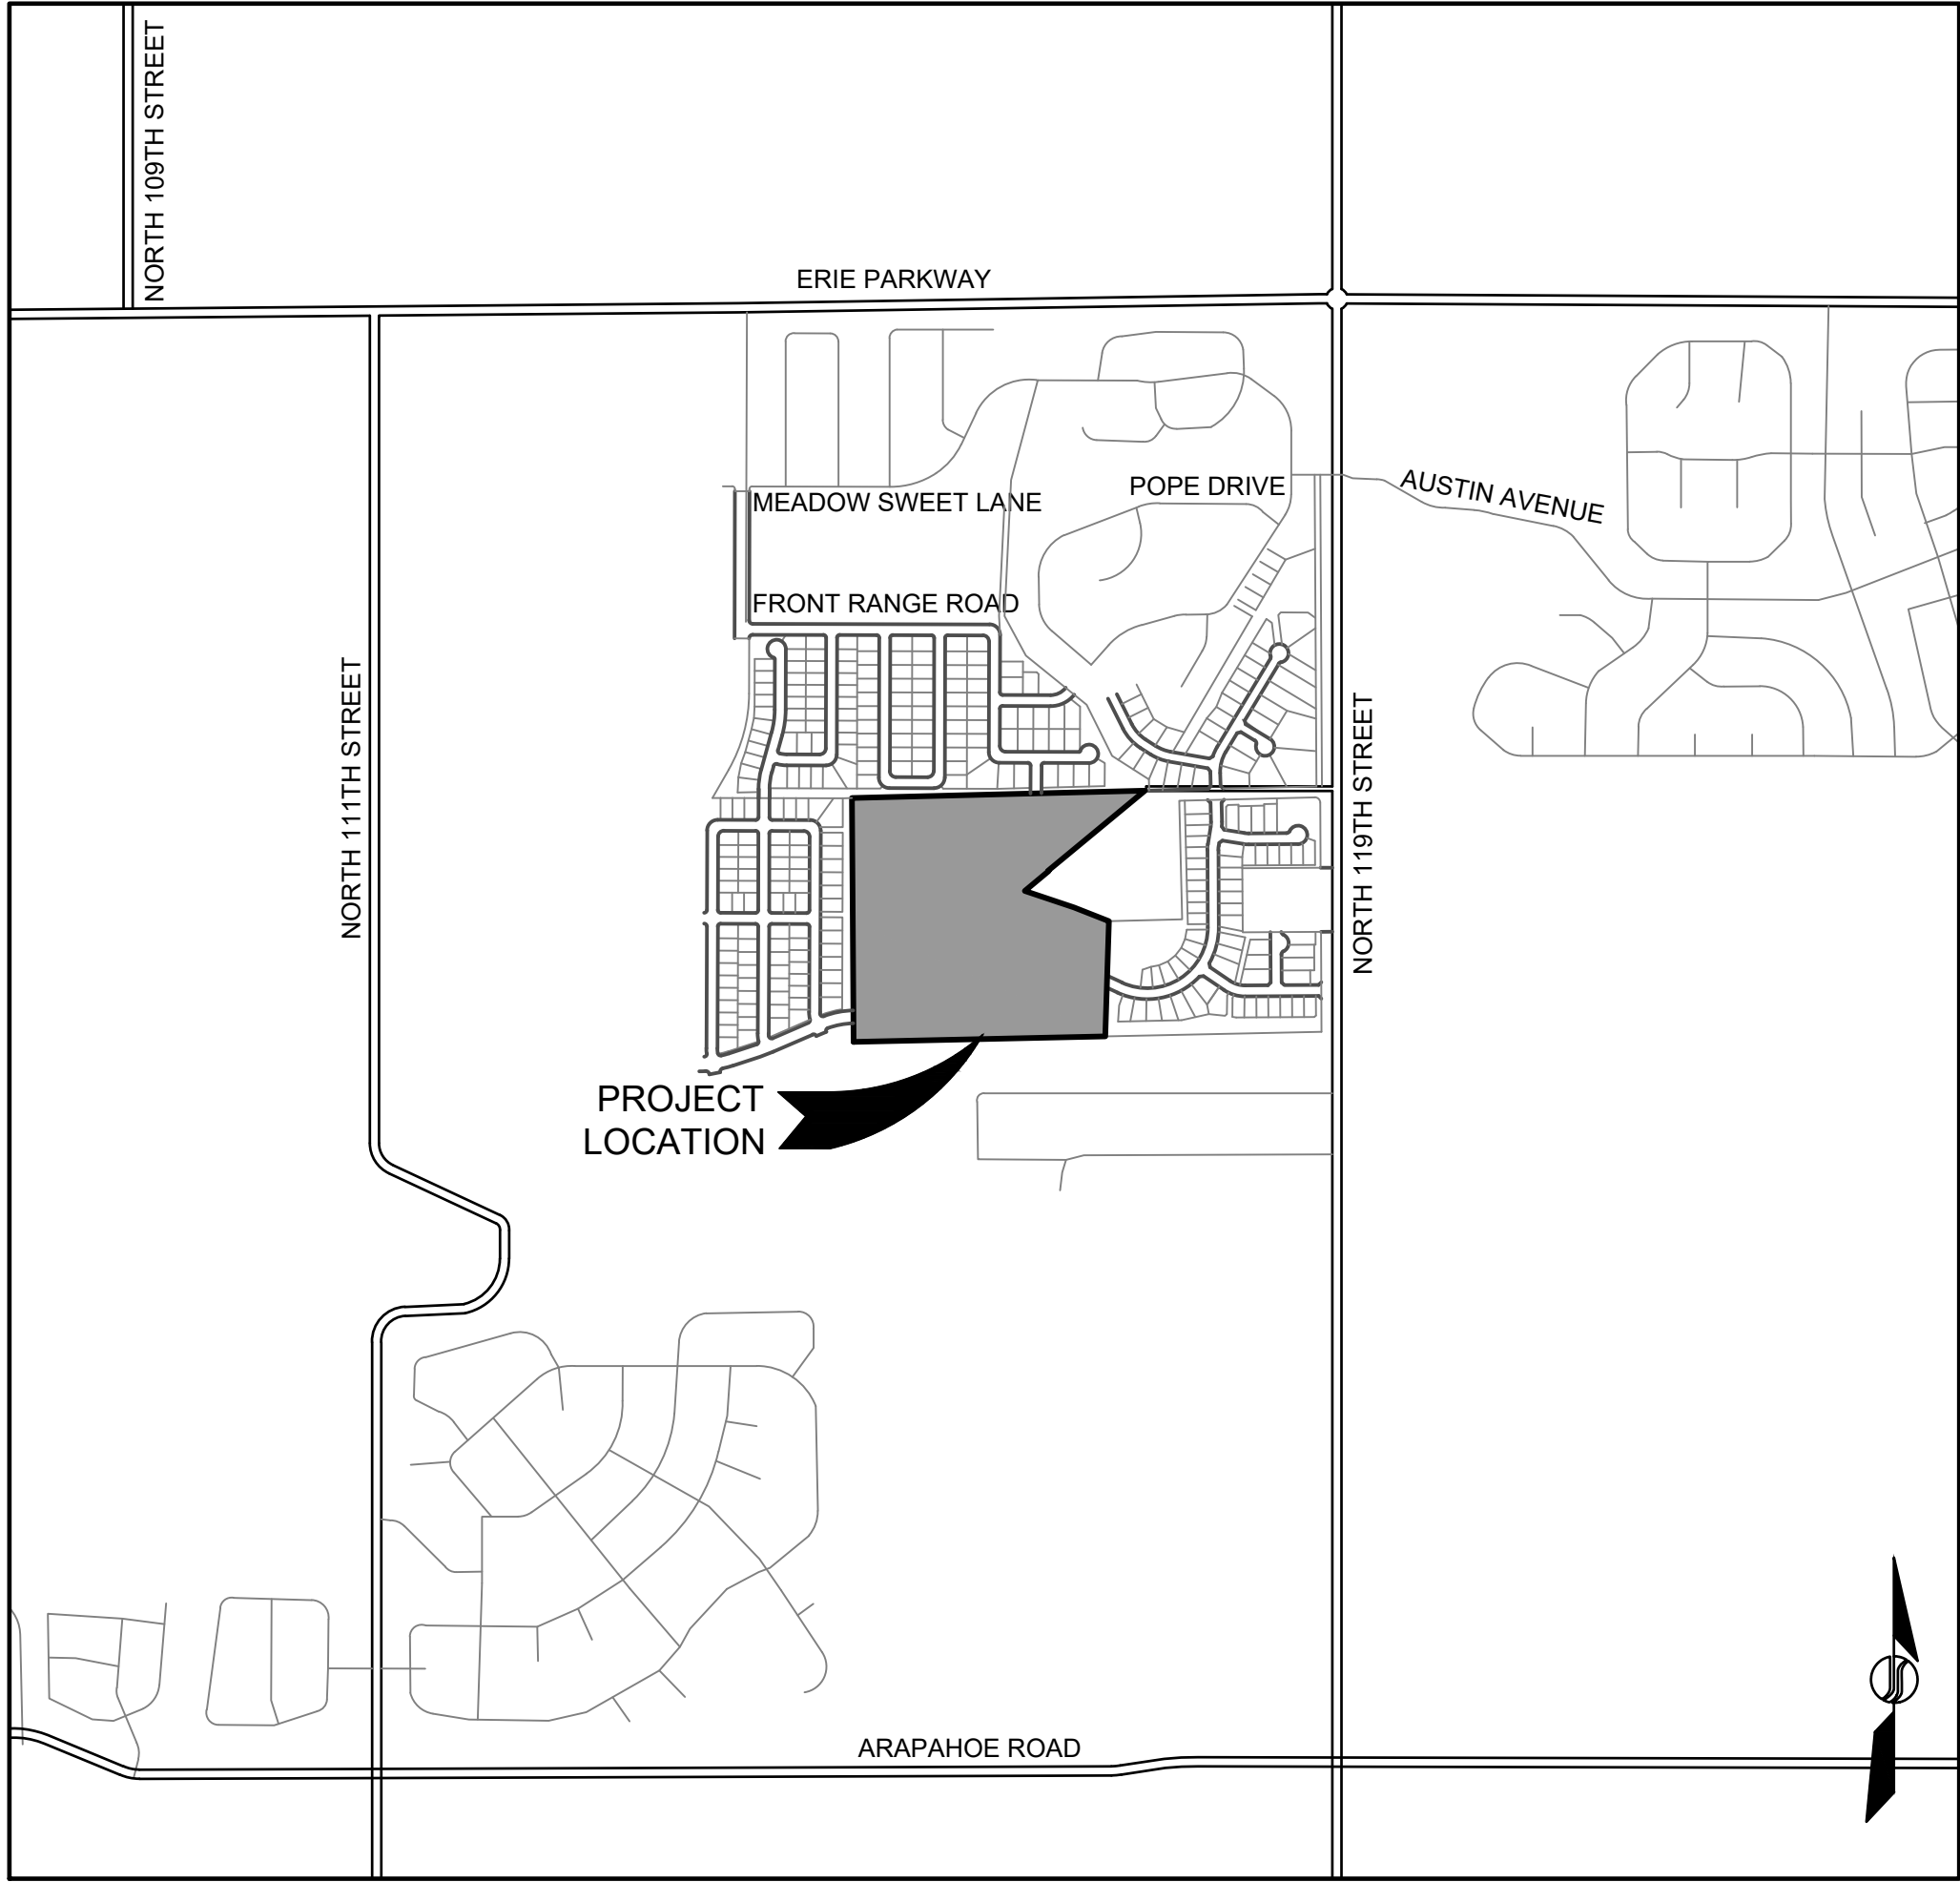 NORTH 109TH STREET
ERIE PARKWAY
MEADOW SWEET LANE
POPE DRIVE
AUSTIN AVENUE
FRONT RANGE ROAD
NORTH 111TH STREET
NORTH 119TH STREET
PROJECT
LOCATION
ARAPAHOE ROAD